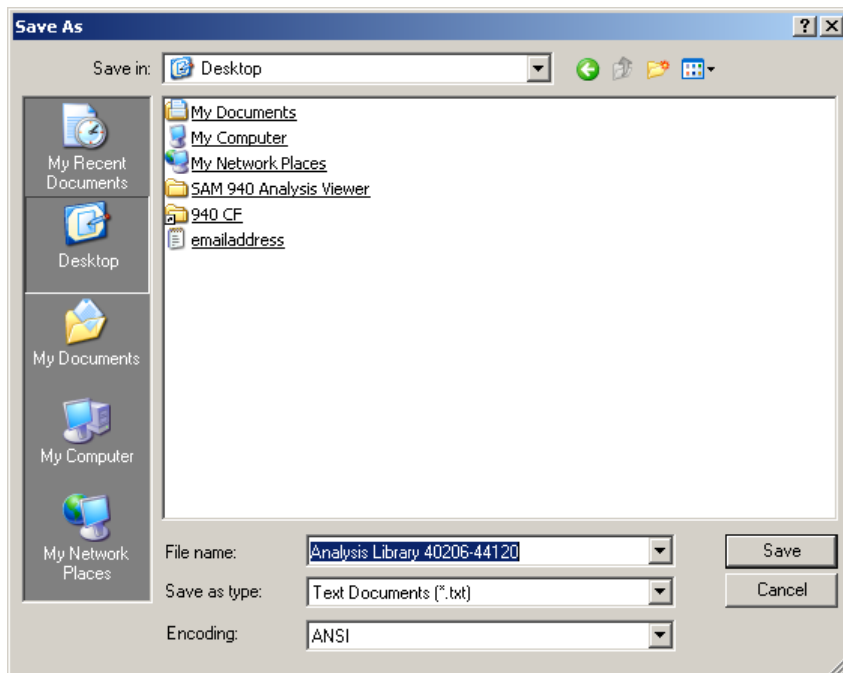 Save As
Save in: Desktop
My Recent
Documents
Desktop
My Documents
My Computer
My Network
Places
My Documents
My Computer
My Network Places
SAM 940 Analysis Viewer
940 CF
emailaddress
File name: Analysis Library 40206-44120 Save
Save as type: Text Documents (*.txt) Cancel
Encoding: ANSI